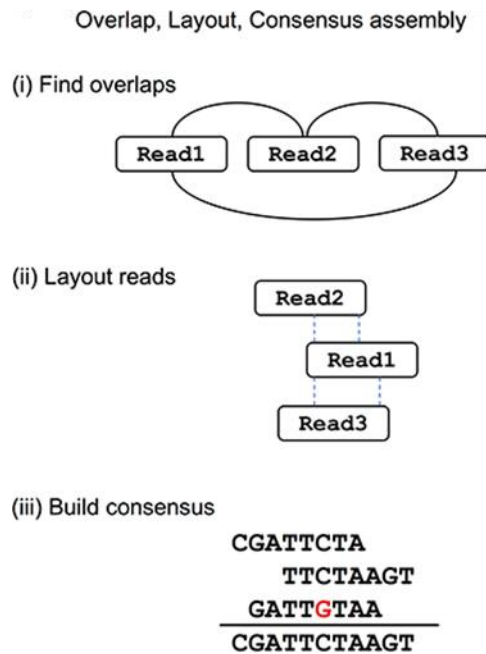 Overlap, Layout, Consensus assembly
(i) Find overlaps
Read1 Read2 Read3
(ii) Layout reads
Read2
Read1
Read3
(iii) Build consensus
CGATTCTA
TTCTAAGT
GATTGTAA
CGATTCTAAGT